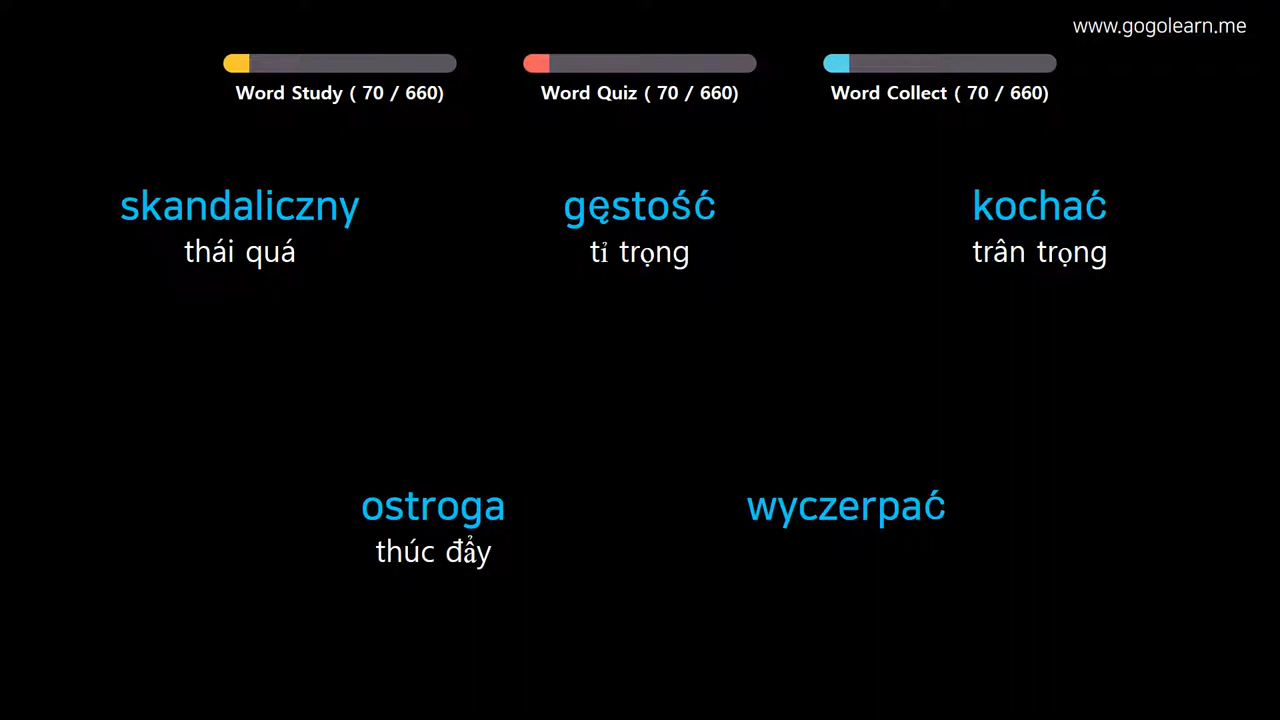 www.gogolearn.me
Word Study ( 70 / 660)
Word Quiz ( 70 / 660)
Word Collect ( 70 / 660)
skandaliczny
thái quá
gęstość
tỉ trọng
kochać
trân trọng
ostroga
thúc đẩy
wyczerpać